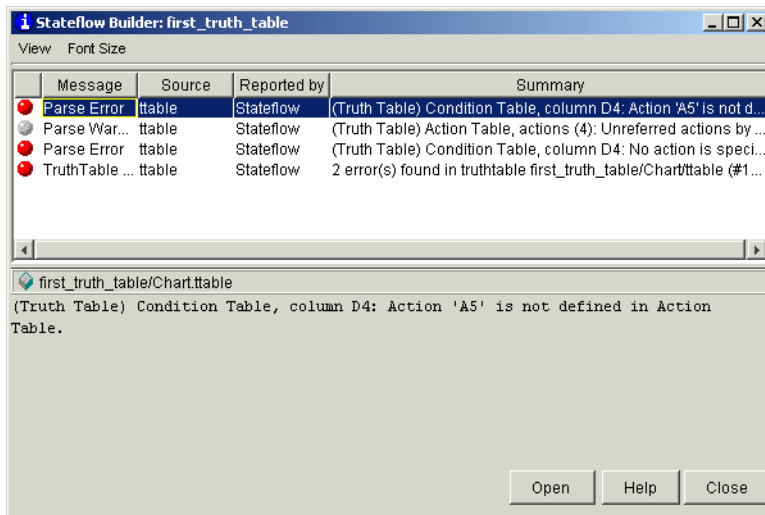 Stateflow Builder: first_truth_table
View Font Size
Message Source Reported by Summary
Parse Error ttable Stateflow (Truth Table) Condition Table, column D4: Action 'A5' is not d...
Parse War... ttable Stateflow (Truth Table) Action Table, actions (4): Unreferred actions by ...
Parse Error ttable Stateflow (Truth Table) Condition Table, column D4: No action is speci...
TruthTable ... ttable Stateflow 2 error(s) found in truthtable first_truth_table/Chart/ttable (#1...
first_truth_table/Chart.ttable
(Truth Table) Condition Table, column D4: Action 'A5' is not defined in Action
Table.
Open Help Close